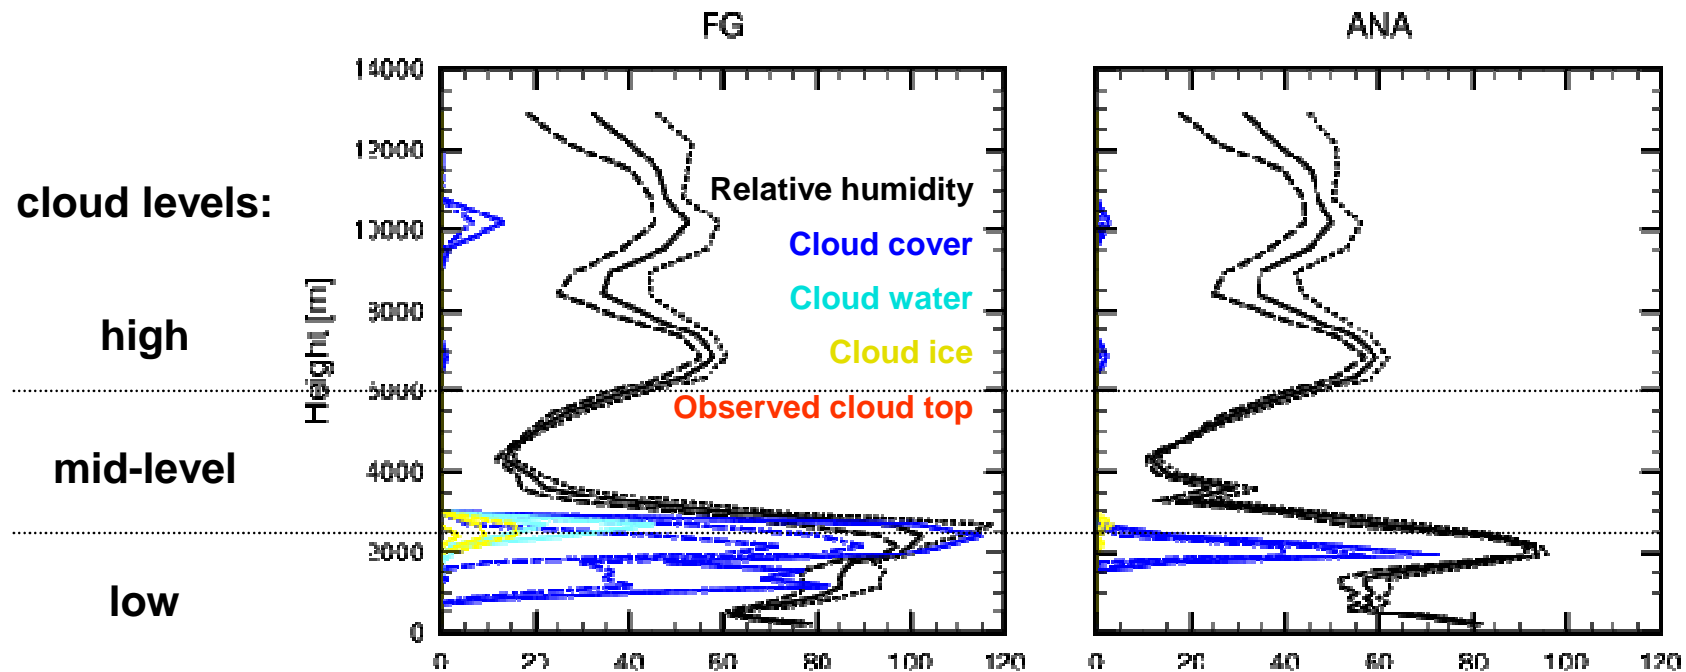 FG
ANA
14000
12000
10000
8000
6000
4000
2000
0
Height [m]
cloud levels:
high
mid-level
low
Relative humidity
Cloud cover
Cloud water
Cloud ice
Observed cloud top
0 20 40 60 80 100 120
0 20 40 60 80 100 120